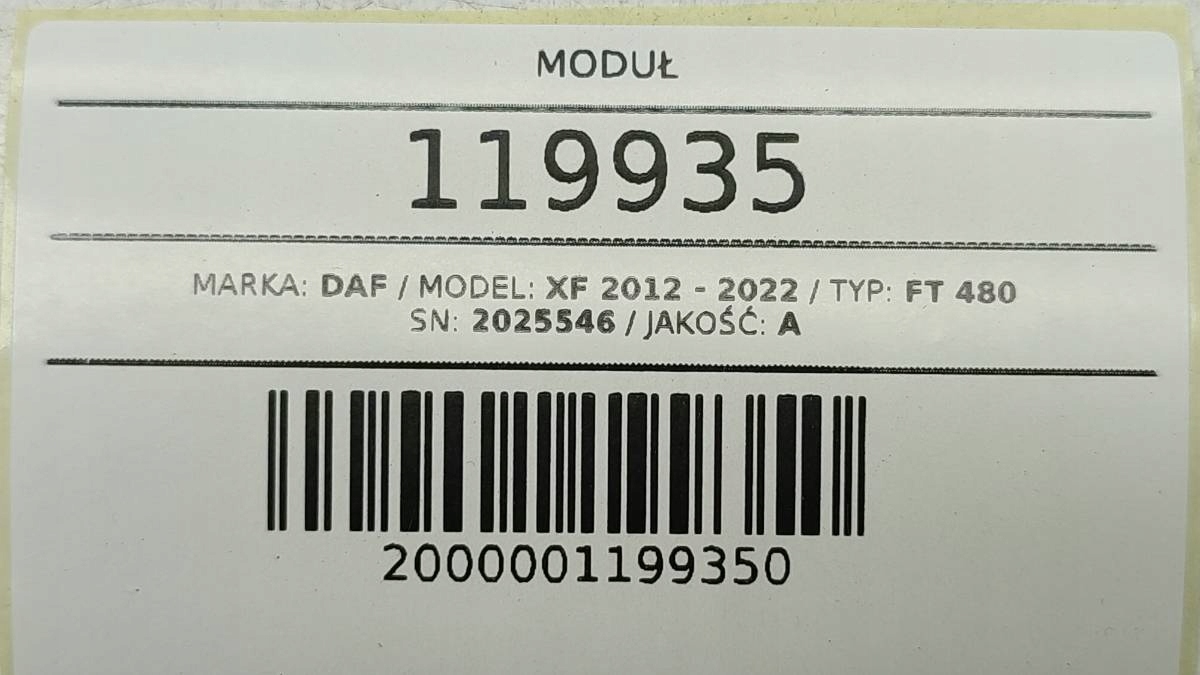 MODUŁ
119935
MARKA: DAF / MODEL: XF 2012 - 2022 / TYP: FT 480
SN: 2025546 / JAKOŚĆ: A
2000001199350